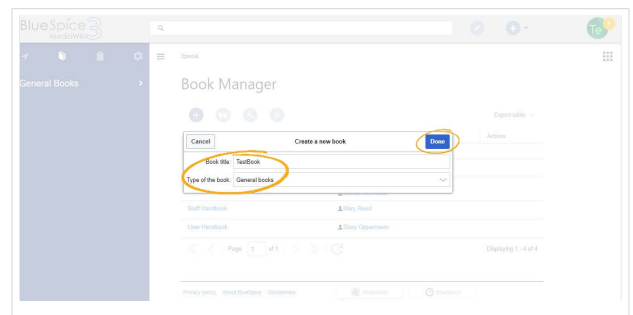 BlueSpice 3
MediaWiki
Te
General Books
Special
Book Manager
Export table
Actions
Cancel
Create a new book
Done
Book title: TestBook
Type of the book: General books
Staff Handbook
Mary Reed
User Handbook
Page 1 of 1
Displaying 1 - 4 of 4
Privacy policy About BlueSpice Disclaimers